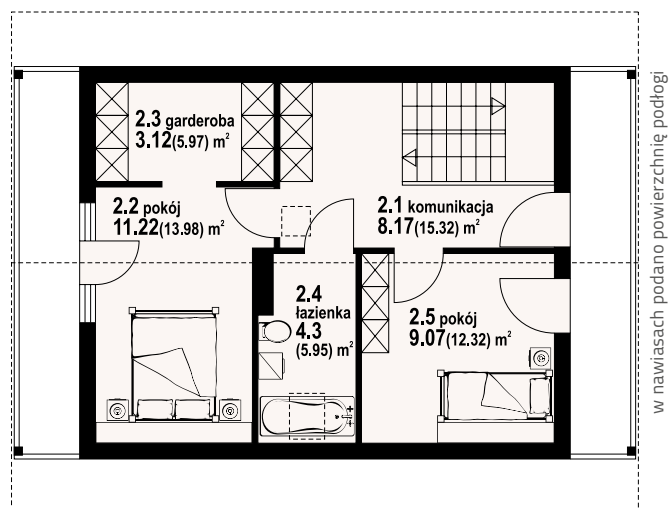 2.3 garderoba
3.12(5.97) m²
2.2 pokój
11.22(13.98) m²
2.1 komunikacja
8.17(15.32) m²
2.4
łazienka
4.3
(5.95) m²
2.5 pokój
9.07(12.32) m²
w nawiasach podano powierzchnię podłogi